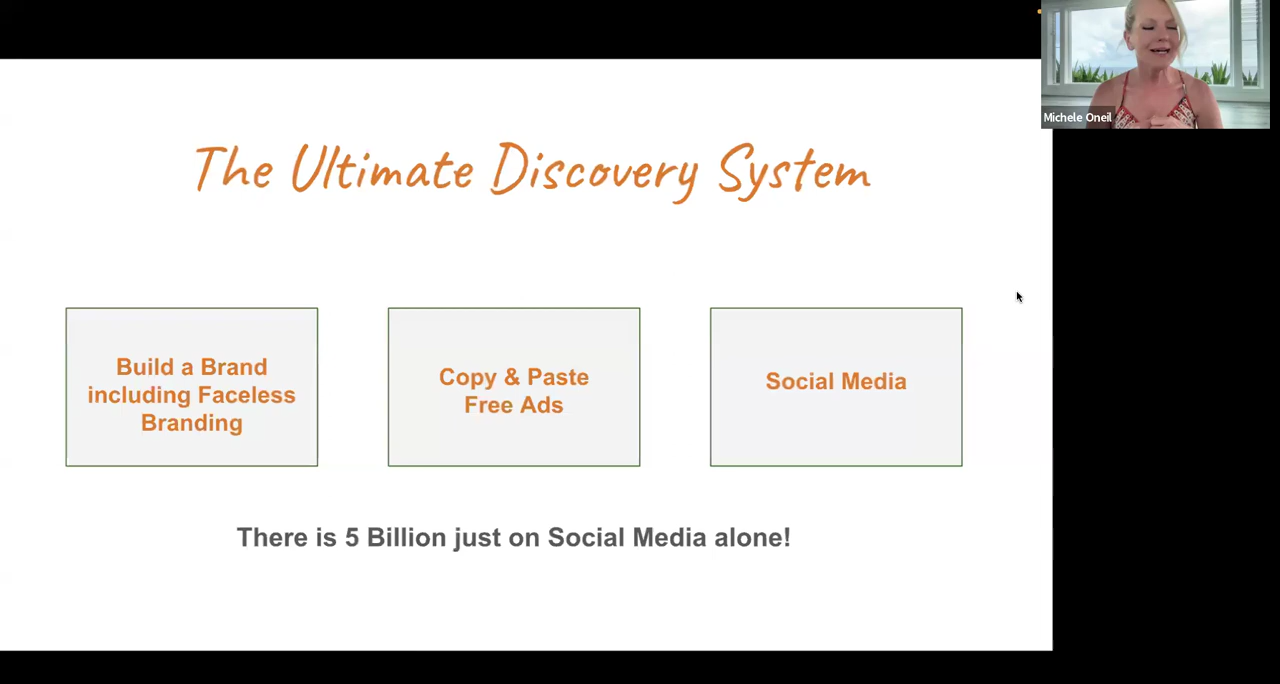 Michele Oneil
The Ultimate Discovery System
Build a Brand
including Faceless
Branding
Copy & Paste
Free Ads
Social Media
There is 5 Billion just on Social Media alone!